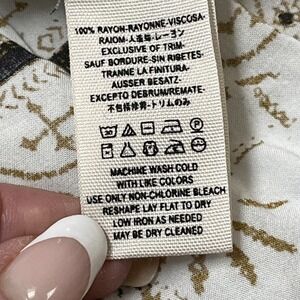 100% RAYON-RAYONNE-VISCOSA-
RAION-人造絲-レーヨン
EXCLUSIVE OF TRIM
SAUF BORDURE-SIN RIBETES-
TRANNE LA FINITURA-
AUSSER BESATZ-
EXCEPTO DEBRUM/REMATE-
不包括修業-トリムのみ
MACHINE WASH COLD
WITH LIKE COLORS
USE ONLY NON-CHLORINE BLEACH
RESHAPE LAY FLAT TO DRY
LOW IRON AS NEEDED
MAY BE DRY CLEANED